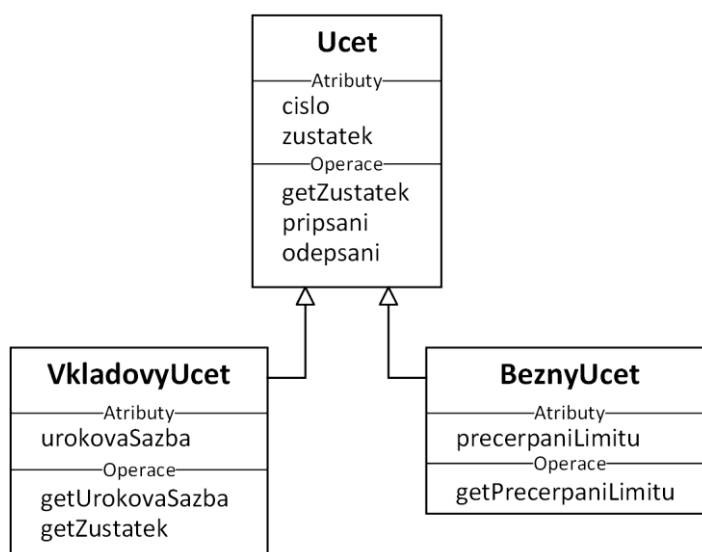 Ucet
Atributy
cislo
zustatek
Operace
getZustatek
pripsani
odepsani
VkladovyUcet
Atributy
urokovaSazba
Operace
getUrokovaSazba
getZustatek
BeznyUcet
Atributy
precerpaniLimitu
Operace
getPrecerpaniLimitu